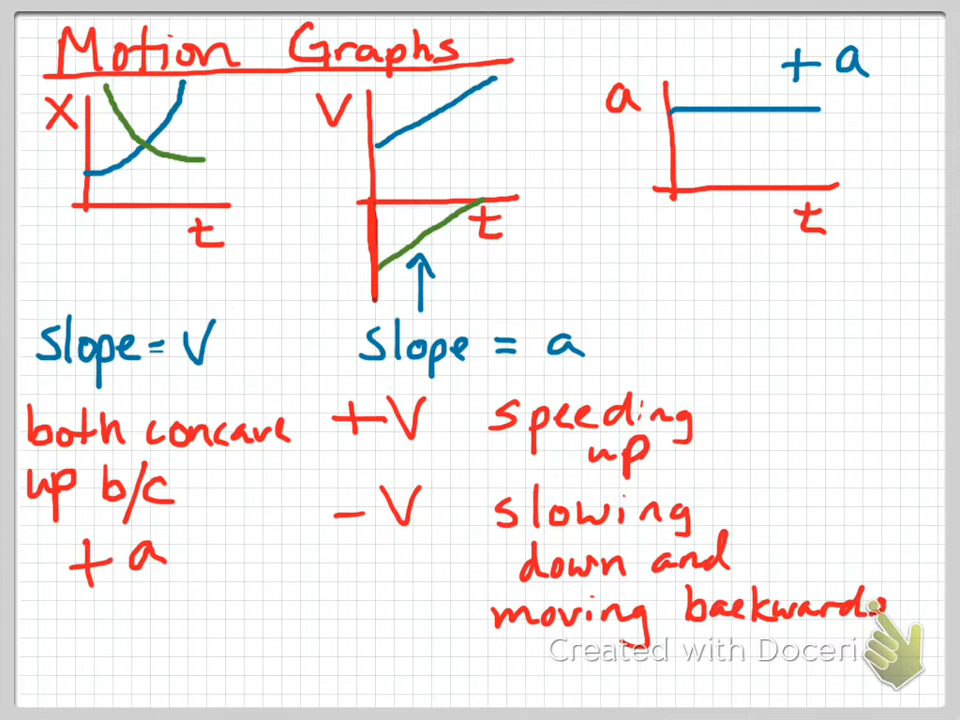 Motion Graphs
+ a
X
V
a
t
t
t
slope = V
slope = a
both concave
up b/c
+ a
+V
speeding
up
- V
slowing
down and
moving backwards
Created with Doceri